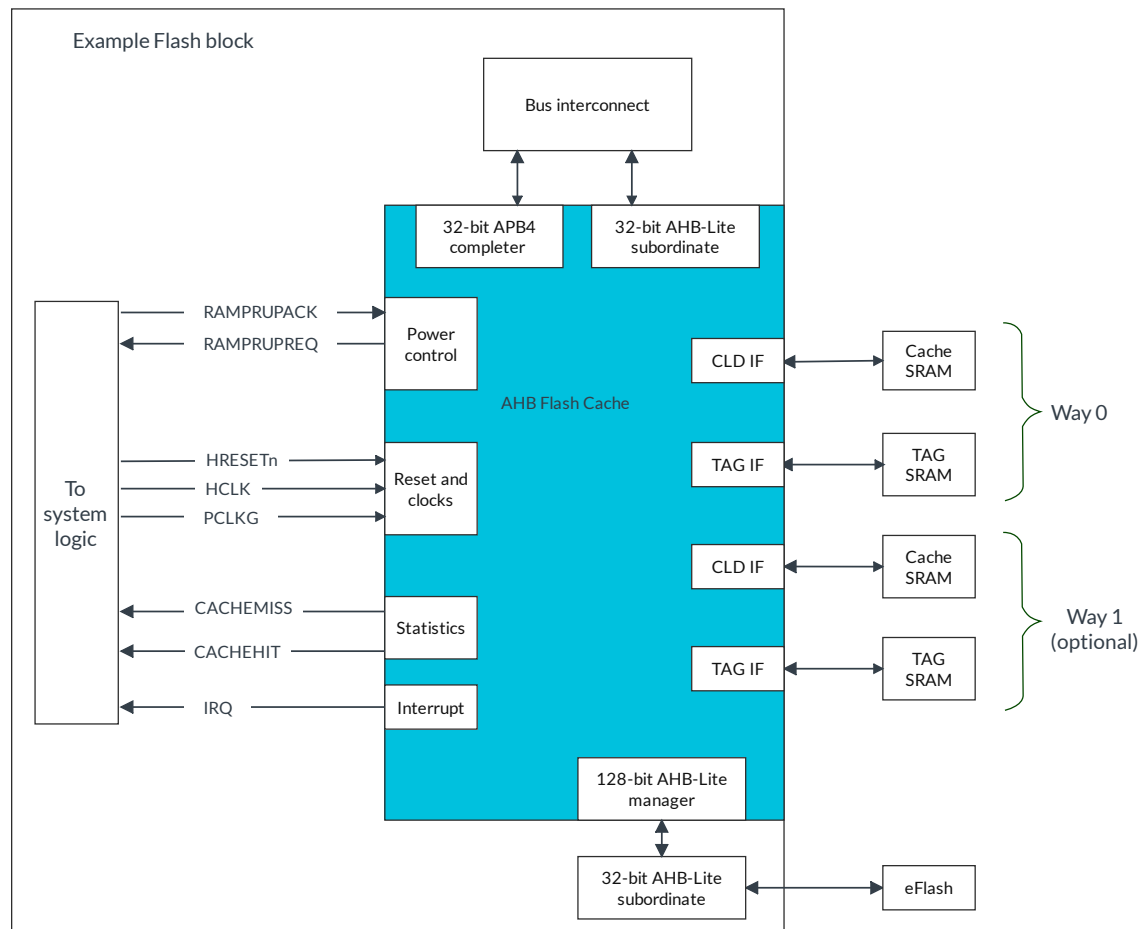 Example Flash block
Bus interconnect
32-bit APB4
completer
32-bit AHB-Lite
subordinate
RAMPRUPACK
RAMPRUPREQ
Power
control
CLD IF
Cache
SRAM
AHB Flash Cache
Way 0
TAG IF
TAG
SRAM
To
system
logic
HRESETn
HCLK
PCLKG
Reset and
clocks
CLD IF
Cache
SRAM
CACHEMISS
CACHEHIT
Statistics
Way 1
(optional)
TAG IF
TAG
SRAM
IRQ
Interrupt
128-bit AHB-Lite
manager
32-bit AHB-Lite
subordinate
eFlash